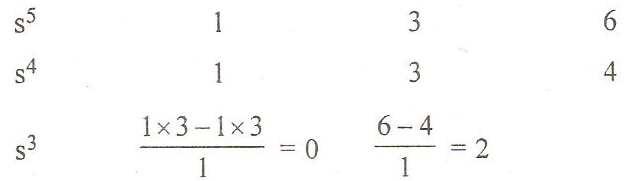 s⁵ 1 3 6
s⁴ 1 3 4
s³ (1×3−1×3)/1 = 0 (6−4)/1 = 2